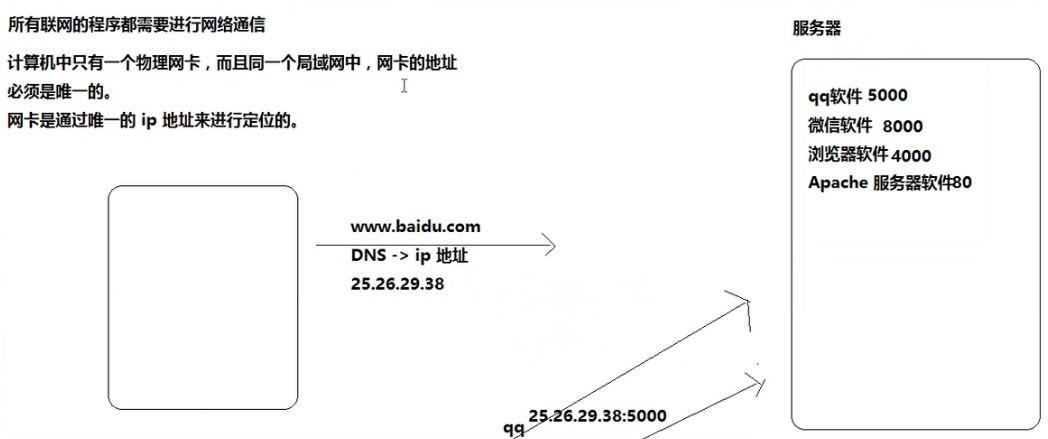 所有联网的程序都需要进行网络通信
计算机中只有一个物理网卡，而且同一个局域网中，网卡的地址
必须是唯一的。
网卡是通过唯一的 ip 地址来进行定位的。
www.baidu.com
DNS -> ip 地址
25.26.29.38
qq 25.26.29.38:5000
服务器
qq软件 5000
微信软件 8000
浏览器软件 4000
Apache 服务器软件80